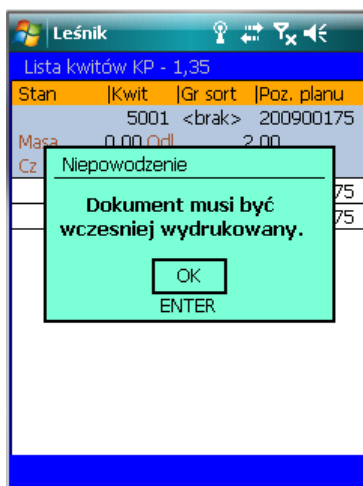 Leśnik
Lista kwitów KP - 1,35
Stan |Kwit |Gr sort |Poz. planu
5001 <brak> 200900175
Masa 0.00 Odl 2.00
Cz
Niepowodzenie
75
Dokument musi być
75
wczesniej wydrukowany.
OK
ENTER